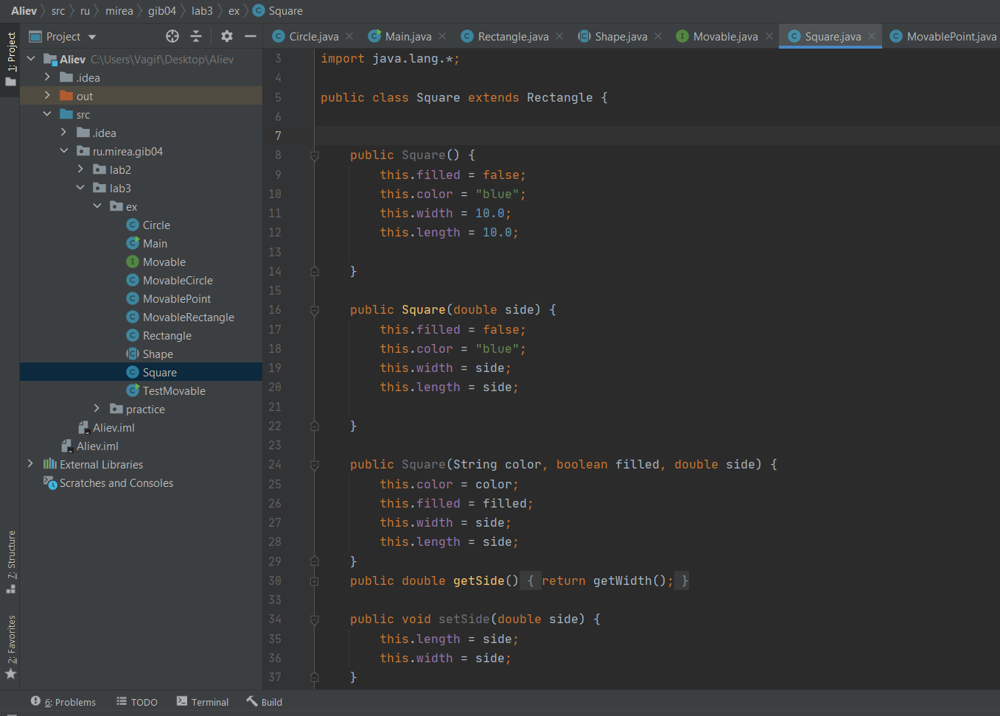 Aliev src ru mirea gib04 lab3 ex Square
1: Project
Project
Circle.java Main.java Rectangle.java Shape.java Movable.java Square.java MovablePoint.java
Aliev C:\Users\Vagif\Desktop\Aliev
.idea
out
src
.idea
ru.mirea.gib04
lab2
lab3
ex
Circle
Main
Movable
MovableCircle
MovablePoint
MovableRectangle
Rectangle
Shape
Square
TestMovable
practice
Aliev.iml
Aliev.iml
External Libraries
Scratches and Consoles
7: Structure
2: Favorites
3 import java.lang.*;
4
5 public class Square extends Rectangle {
6
7
8 public Square() {
9 this.filled = false;
10 this.color = "blue";
11 this.width = 10.0;
12 this.length = 10.0;
13
14 }
15
16 public Square(double side) {
17 this.filled = false;
18 this.color = "blue";
19 this.width = side;
20 this.length = side;
21
22 }
23
24 public Square(String color, boolean filled, double side) {
25 this.color = color;
26 this.filled = filled;
27 this.width = side;
28 this.length = side;
29 }
30 public double getSide() { return getWidth(); }
33
34 public void setSide(double side) {
35 this.length = side;
36 this.width = side;
37 }
6: Problems TODO Terminal Build